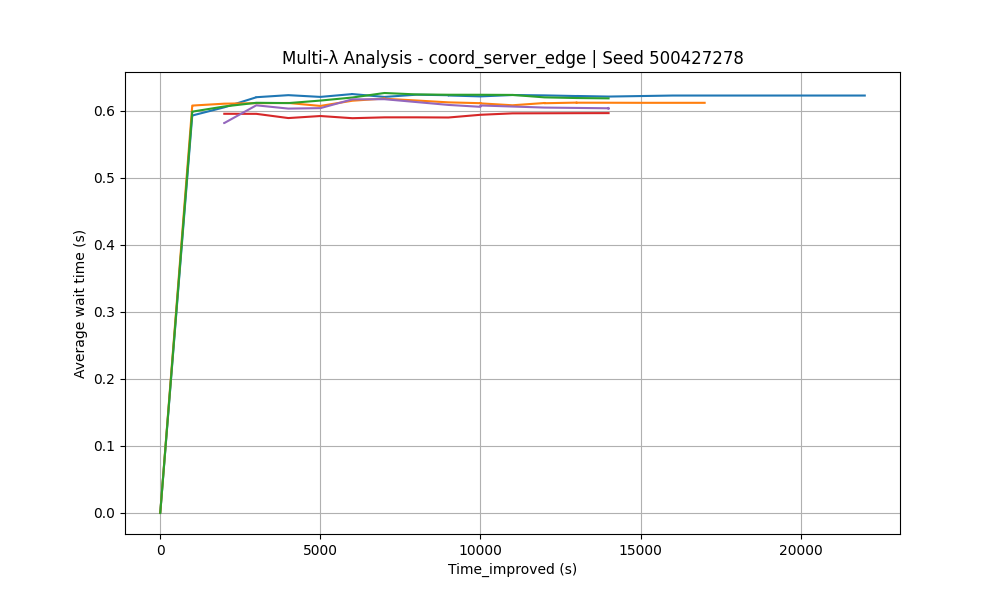 Multi-λ Analysis - coord_server_edge | Seed 500427278
Average wait time (s)
0.6
0.5
0.4
0.3
0.2
0.1
0.0
0 5000 10000 15000 20000
Time_improved (s)